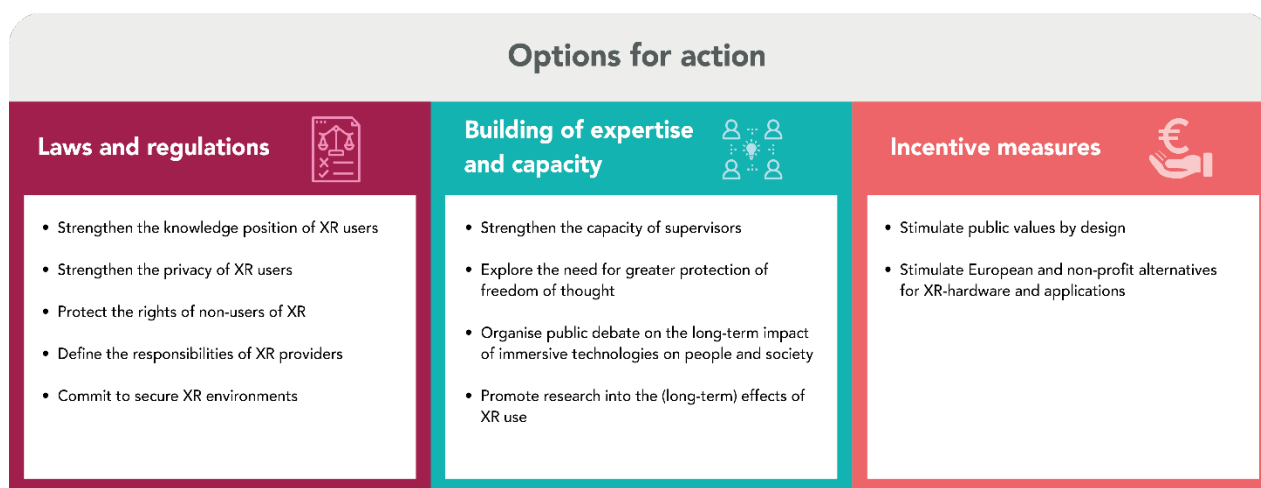 Options for action
Laws and regulations
• Strengthen the knowledge position of XR users
• Strengthen the privacy of XR users
• Protect the rights of non-users of XR
• Define the responsibilities of XR providers
• Commit to secure XR environments
Building of expertise
and capacity
• Strengthen the capacity of supervisors
• Explore the need for greater protection of
freedom of thought
• Organise public debate on the long-term impact
of immersive technologies on people and society
• Promote research into the (long-term) effects of
XR use
Incentive measures
€
• Stimulate public values by design
• Stimulate European and non-profit alternatives
for XR-hardware and applications